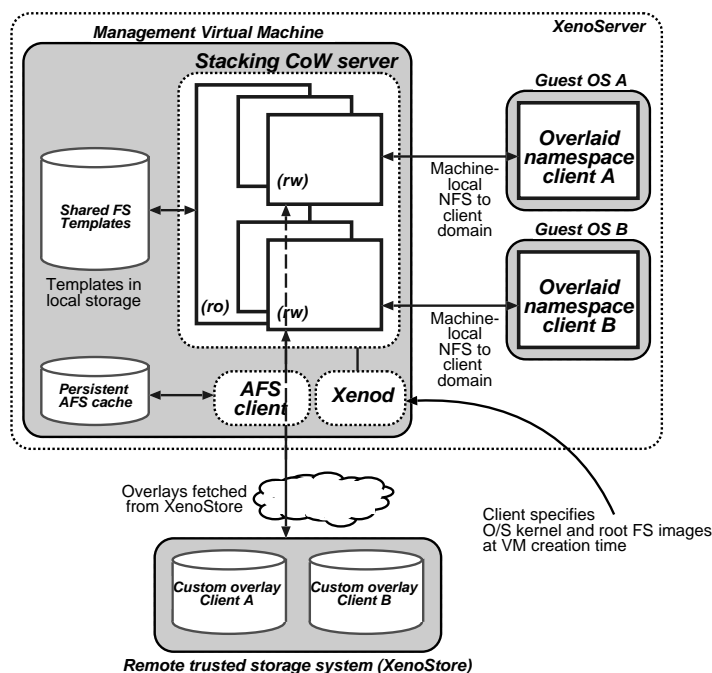 XenoServer
Management Virtual Machine
Stacking CoW server
Guest OS A
Overlaid
namespace
client A
(rw)
Machine-
local
NFS to
client
domain
Shared FS
Templates
Templates in
local storage
Guest OS B
Overlaid
namespace
client B
(ro)
(rw)
Machine-
local
NFS to
client
domain
Persistent
AFS cache
AFS
client
Xenod
Overlays fetched
from XenoStore
Client specifies
O/S kernel and root FS images
at VM creation time
Custom overlay
Client A
Custom overlay
Client B
Remote trusted storage system (XenoStore)